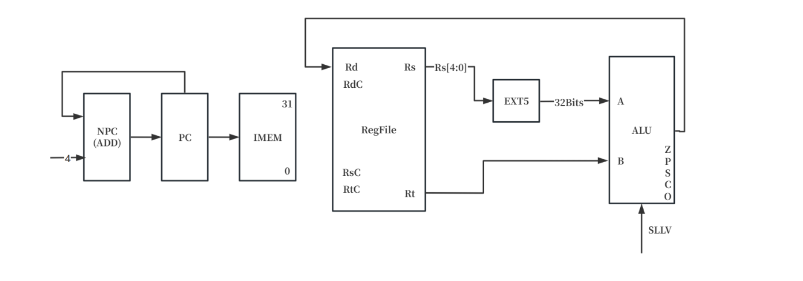 4
NPC
(ADD)
PC
31
IMEM
0
Rd
RdC
Rs
RegFile
RsC
RtC
Rt
Rs[4:0]
EXT5
32Bits
A
ALU
B
Z
P
S
C
O
SLLV